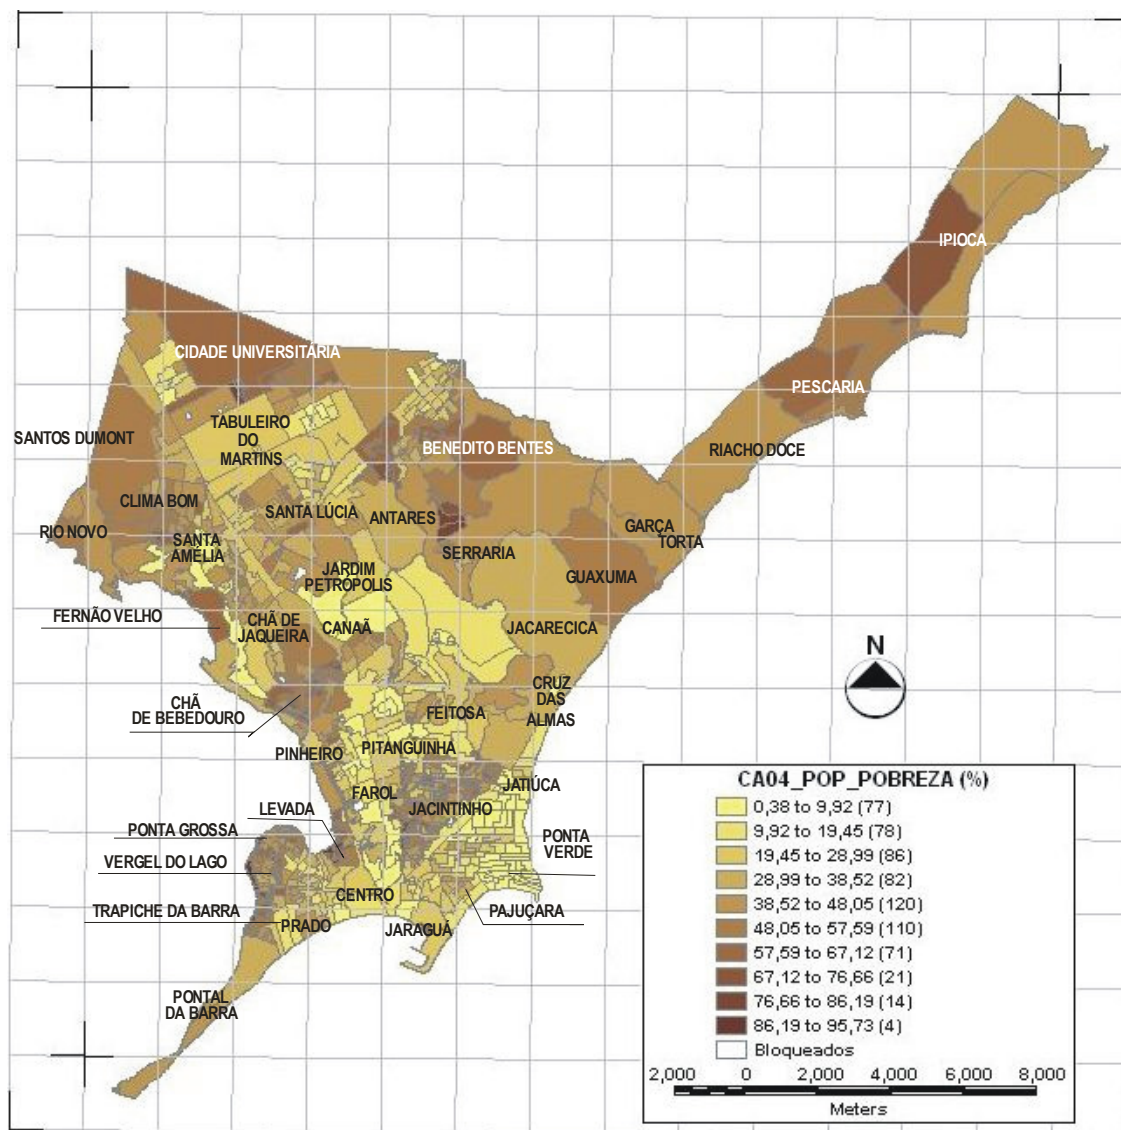 IPIOCA
CIDADE UNIVERSITÁRIA
PESCARIA
SANTOS DUMONT
TABULEIRO
DO
MARTINS
BENEDITO BENTES
RIACHO DOCE
CLIMA BOM
SANTA LÚCIA
ANTARES
GARÇA
TORTA
RIO NOVO
SANTA
AMÉLIA
SERRARIA
JARDIM
PETRÓPOLIS
GUAXUMA
FERNÃO VELHO
CHÃ DE
JAQUEIRA
CANAÃ
JACARECICA
N
CHÃ
DE BEBEDOURO
CRUZ
DAS
ALMAS
FEITOSA
PINHEIRO
PITANGUINHA
FAROL
JATIÚCA
LEVADA
JACINTINHO
PONTA GROSSA
PONTA
VERDE
VERGEL DO LAGO
CENTRO
TRAPICHE DA BARRA
PAJUÇARA
PRADO
JARAGUÁ
PONTAL
DA BARRA
CA04_POP_POBREZA (%)
0,38 to 9,92 (77)
9,92 to 19,45 (78)
19,45 to 28,99 (86)
28,99 to 38,52 (82)
38,52 to 48,05 (120)
48,05 to 57,59 (110)
57,59 to 67,12 (71)
67,12 to 76,66 (21)
76,66 to 86,19 (14)
86,19 to 95,73 (4)
Bloqueados
2,000 0 2,000 4,000 6,000 8,000
Meters